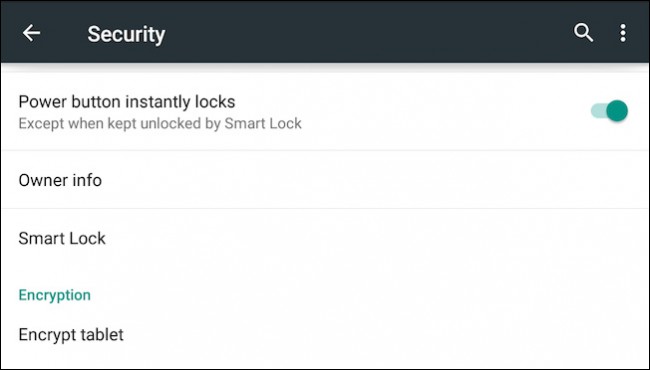 Security
Power button instantly locks
Except when kept unlocked by Smart Lock
Owner info
Smart Lock
Encryption
Encrypt tablet